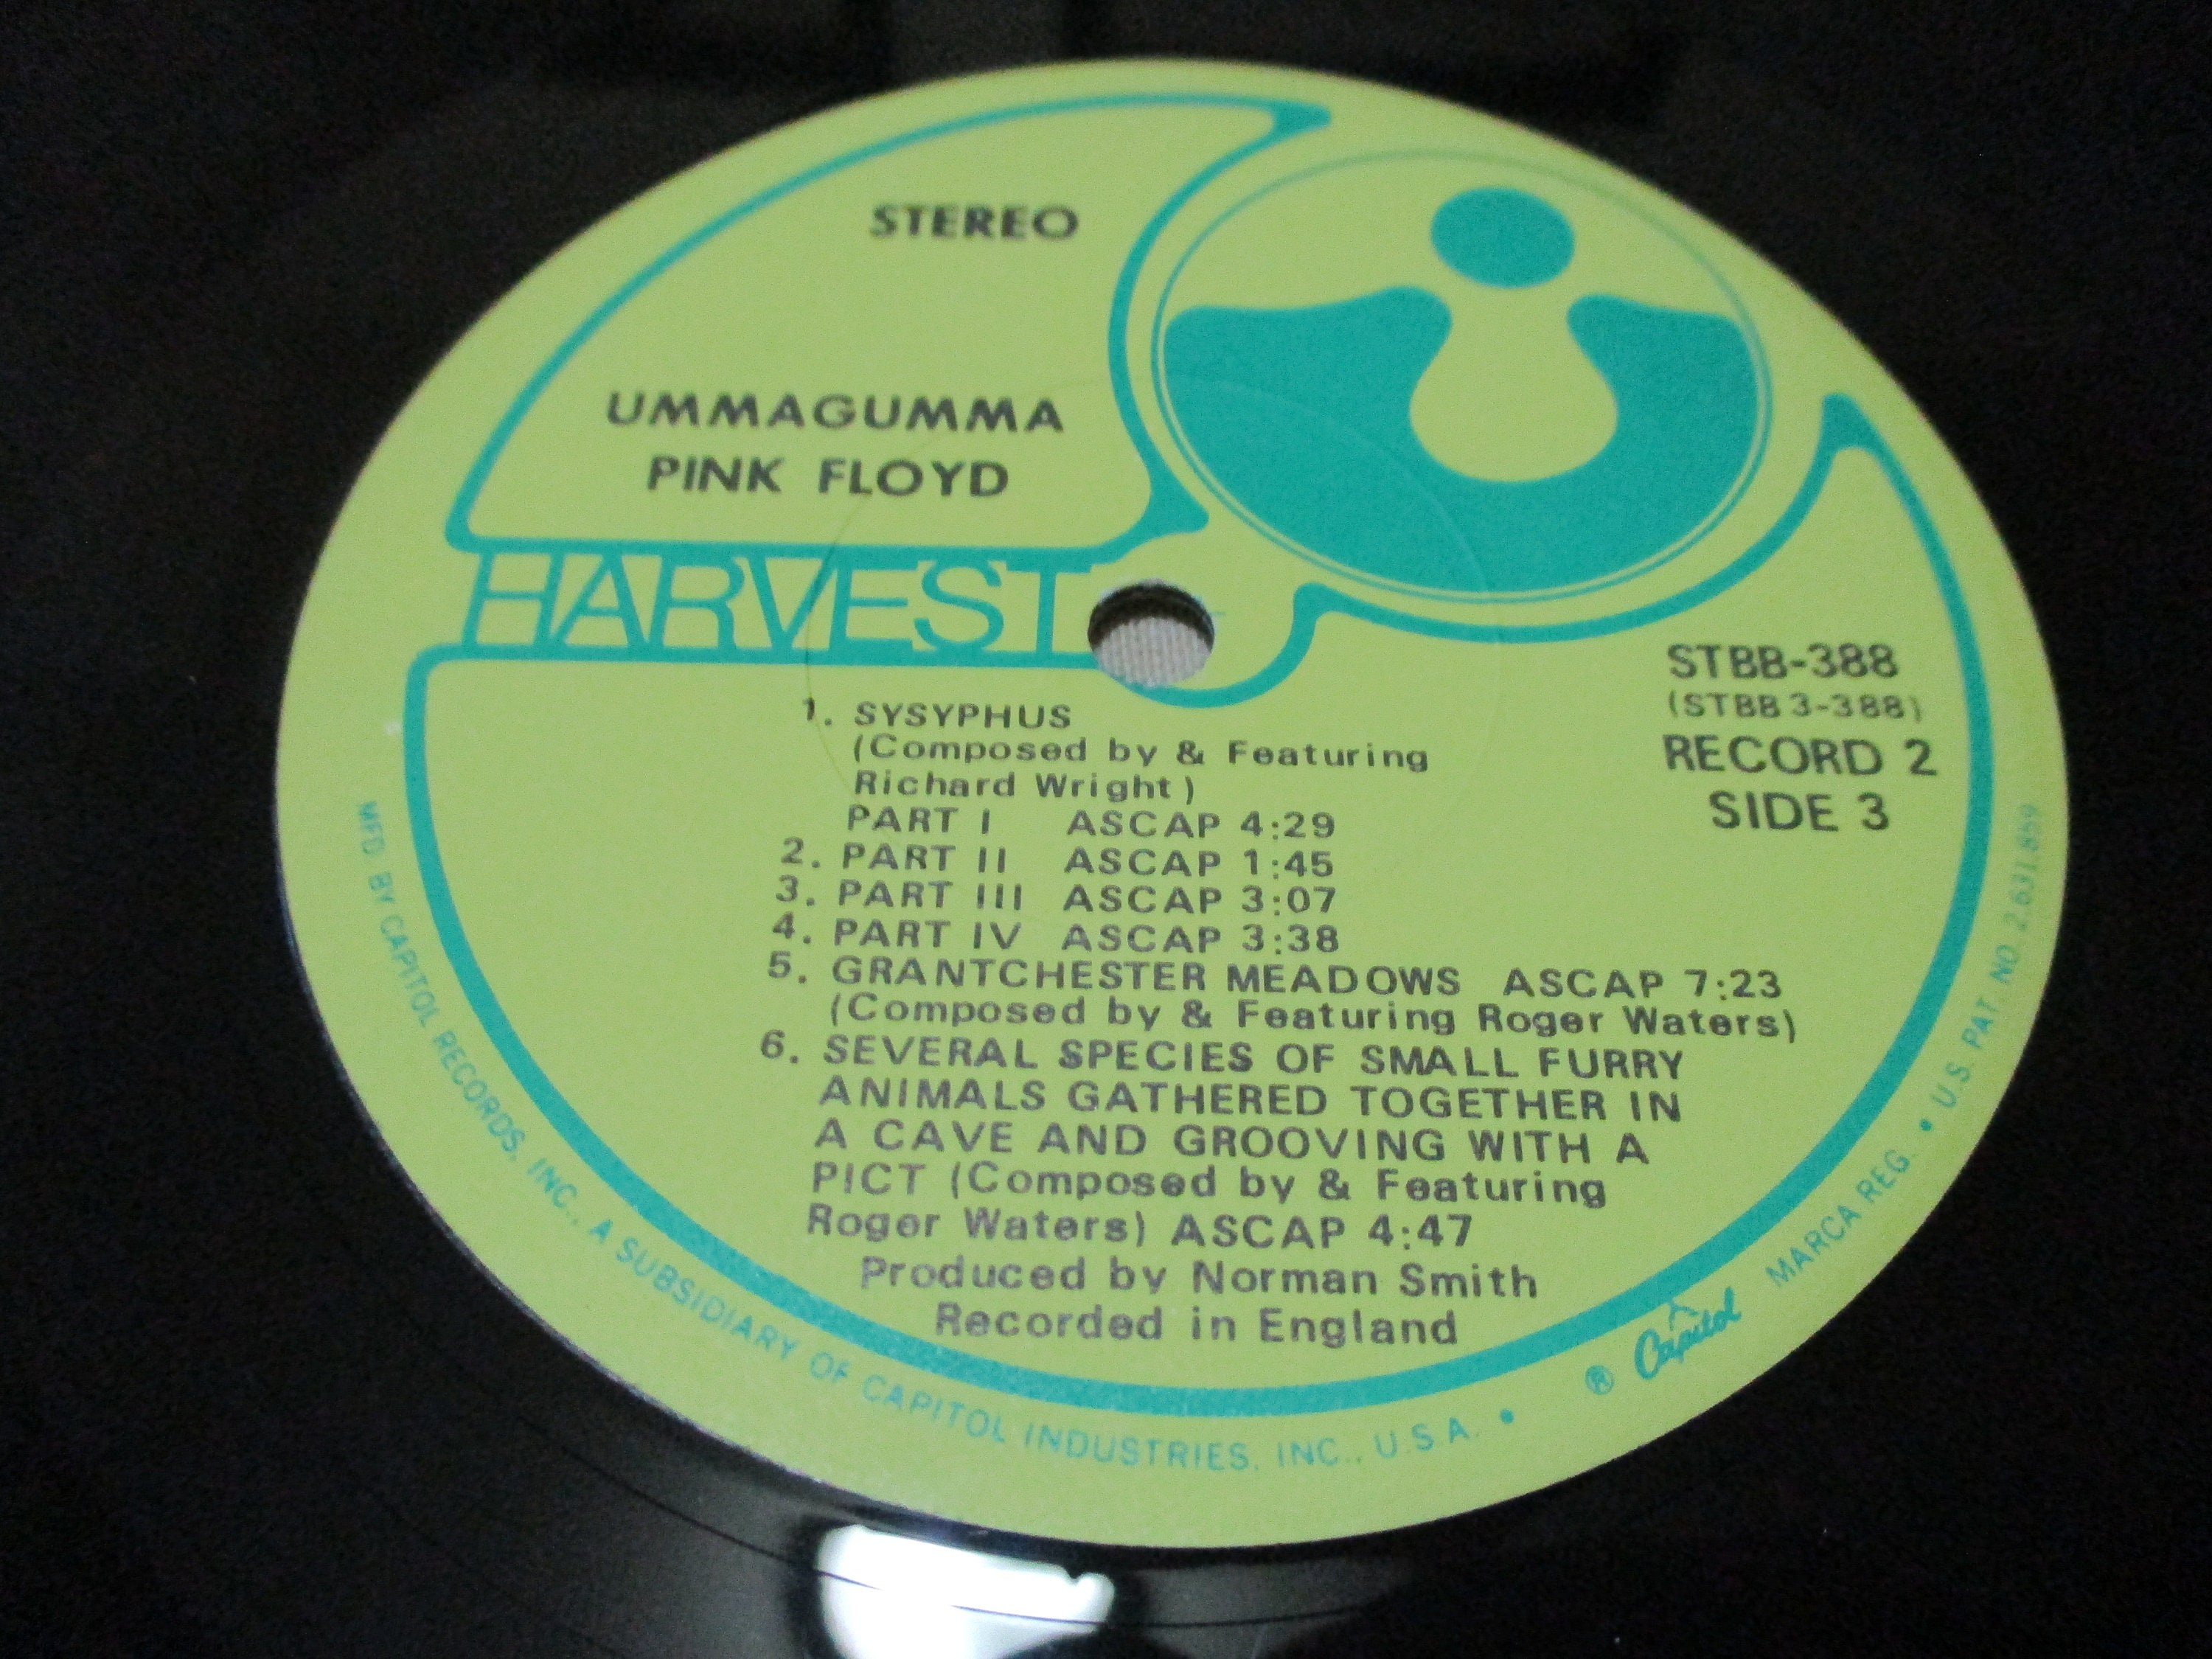 STEREO
UMMAGUMMA
PINK FLOYD
HARVEST
STBB-388
(STBB3-388)
RECORD 2
SIDE 3
1. SYSYPHUS
(Composed by & Featuring
Richard Wright)
PART I ASCAP 4:29
2. PART II ASCAP 1:45
3. PART III ASCAP 3:07
4. PART IV ASCAP 3:38
5. GRANTCHESTER MEADOWS ASCAP 7:23
(Composed by & Featuring Roger Waters)
6. SEVERAL SPECIES OF SMALL FURRY
ANIMALS GATHERED TOGETHER IN
A CAVE AND GROOVING WITH A
PICT (Composed by & Featuring
Roger Waters) ASCAP 4:47
Produced by Norman Smith
Recorded in England
MFD. BY CAPITOL RECORDS, INC., A SUBSIDIARY OF CAPITOL INDUSTRIES, INC., U.S.A. • ® Capitol MARCA REG. • U.S. PAT. NO. 2,631,859